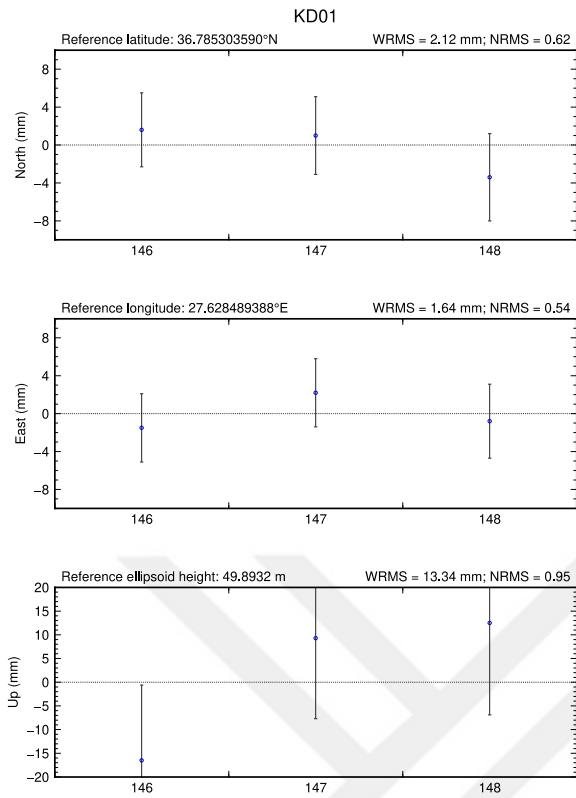 KD01
Reference latitude: 36.785303590°N WRMS = 2.12 mm; NRMS = 0.62
8
4
0
−4
−8
North (mm)
146 147 148
Reference longitude: 27.628489388°E WRMS = 1.64 mm; NRMS = 0.54
8
4
0
−4
−8
East (mm)
146 147 148
Reference ellipsoid height: 49.8932 m WRMS = 13.34 mm; NRMS = 0.95
20
15
10
5
0
−5
−10
−15
−20
Up (mm)
146 147 148